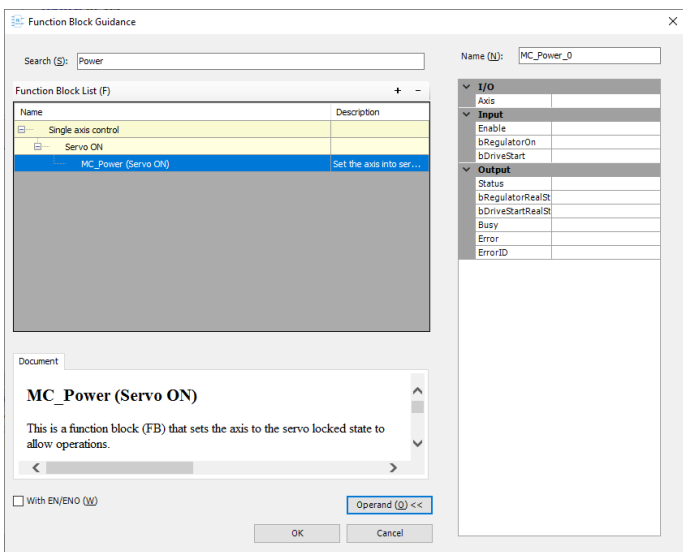 Function Block Guidance
Search (S): Power
Name (N): MC_Power_0
Function Block List (F) + -
Name Description
Single axis control
Servo ON
MC_Power (Servo ON) Set the axis into ser...
I/O
Axis
Input
Enable
bRegulatorOn
bDriveStart
Output
Status
bRegulatorRealSt
bDriveStartRealSt
Busy
Error
ErrorID
Document
MC_Power (Servo ON)
This is a function block (FB) that sets the axis to the servo locked state to
allow operations.
With EN/ENO (W)
Operand (O) <<
OK Cancel